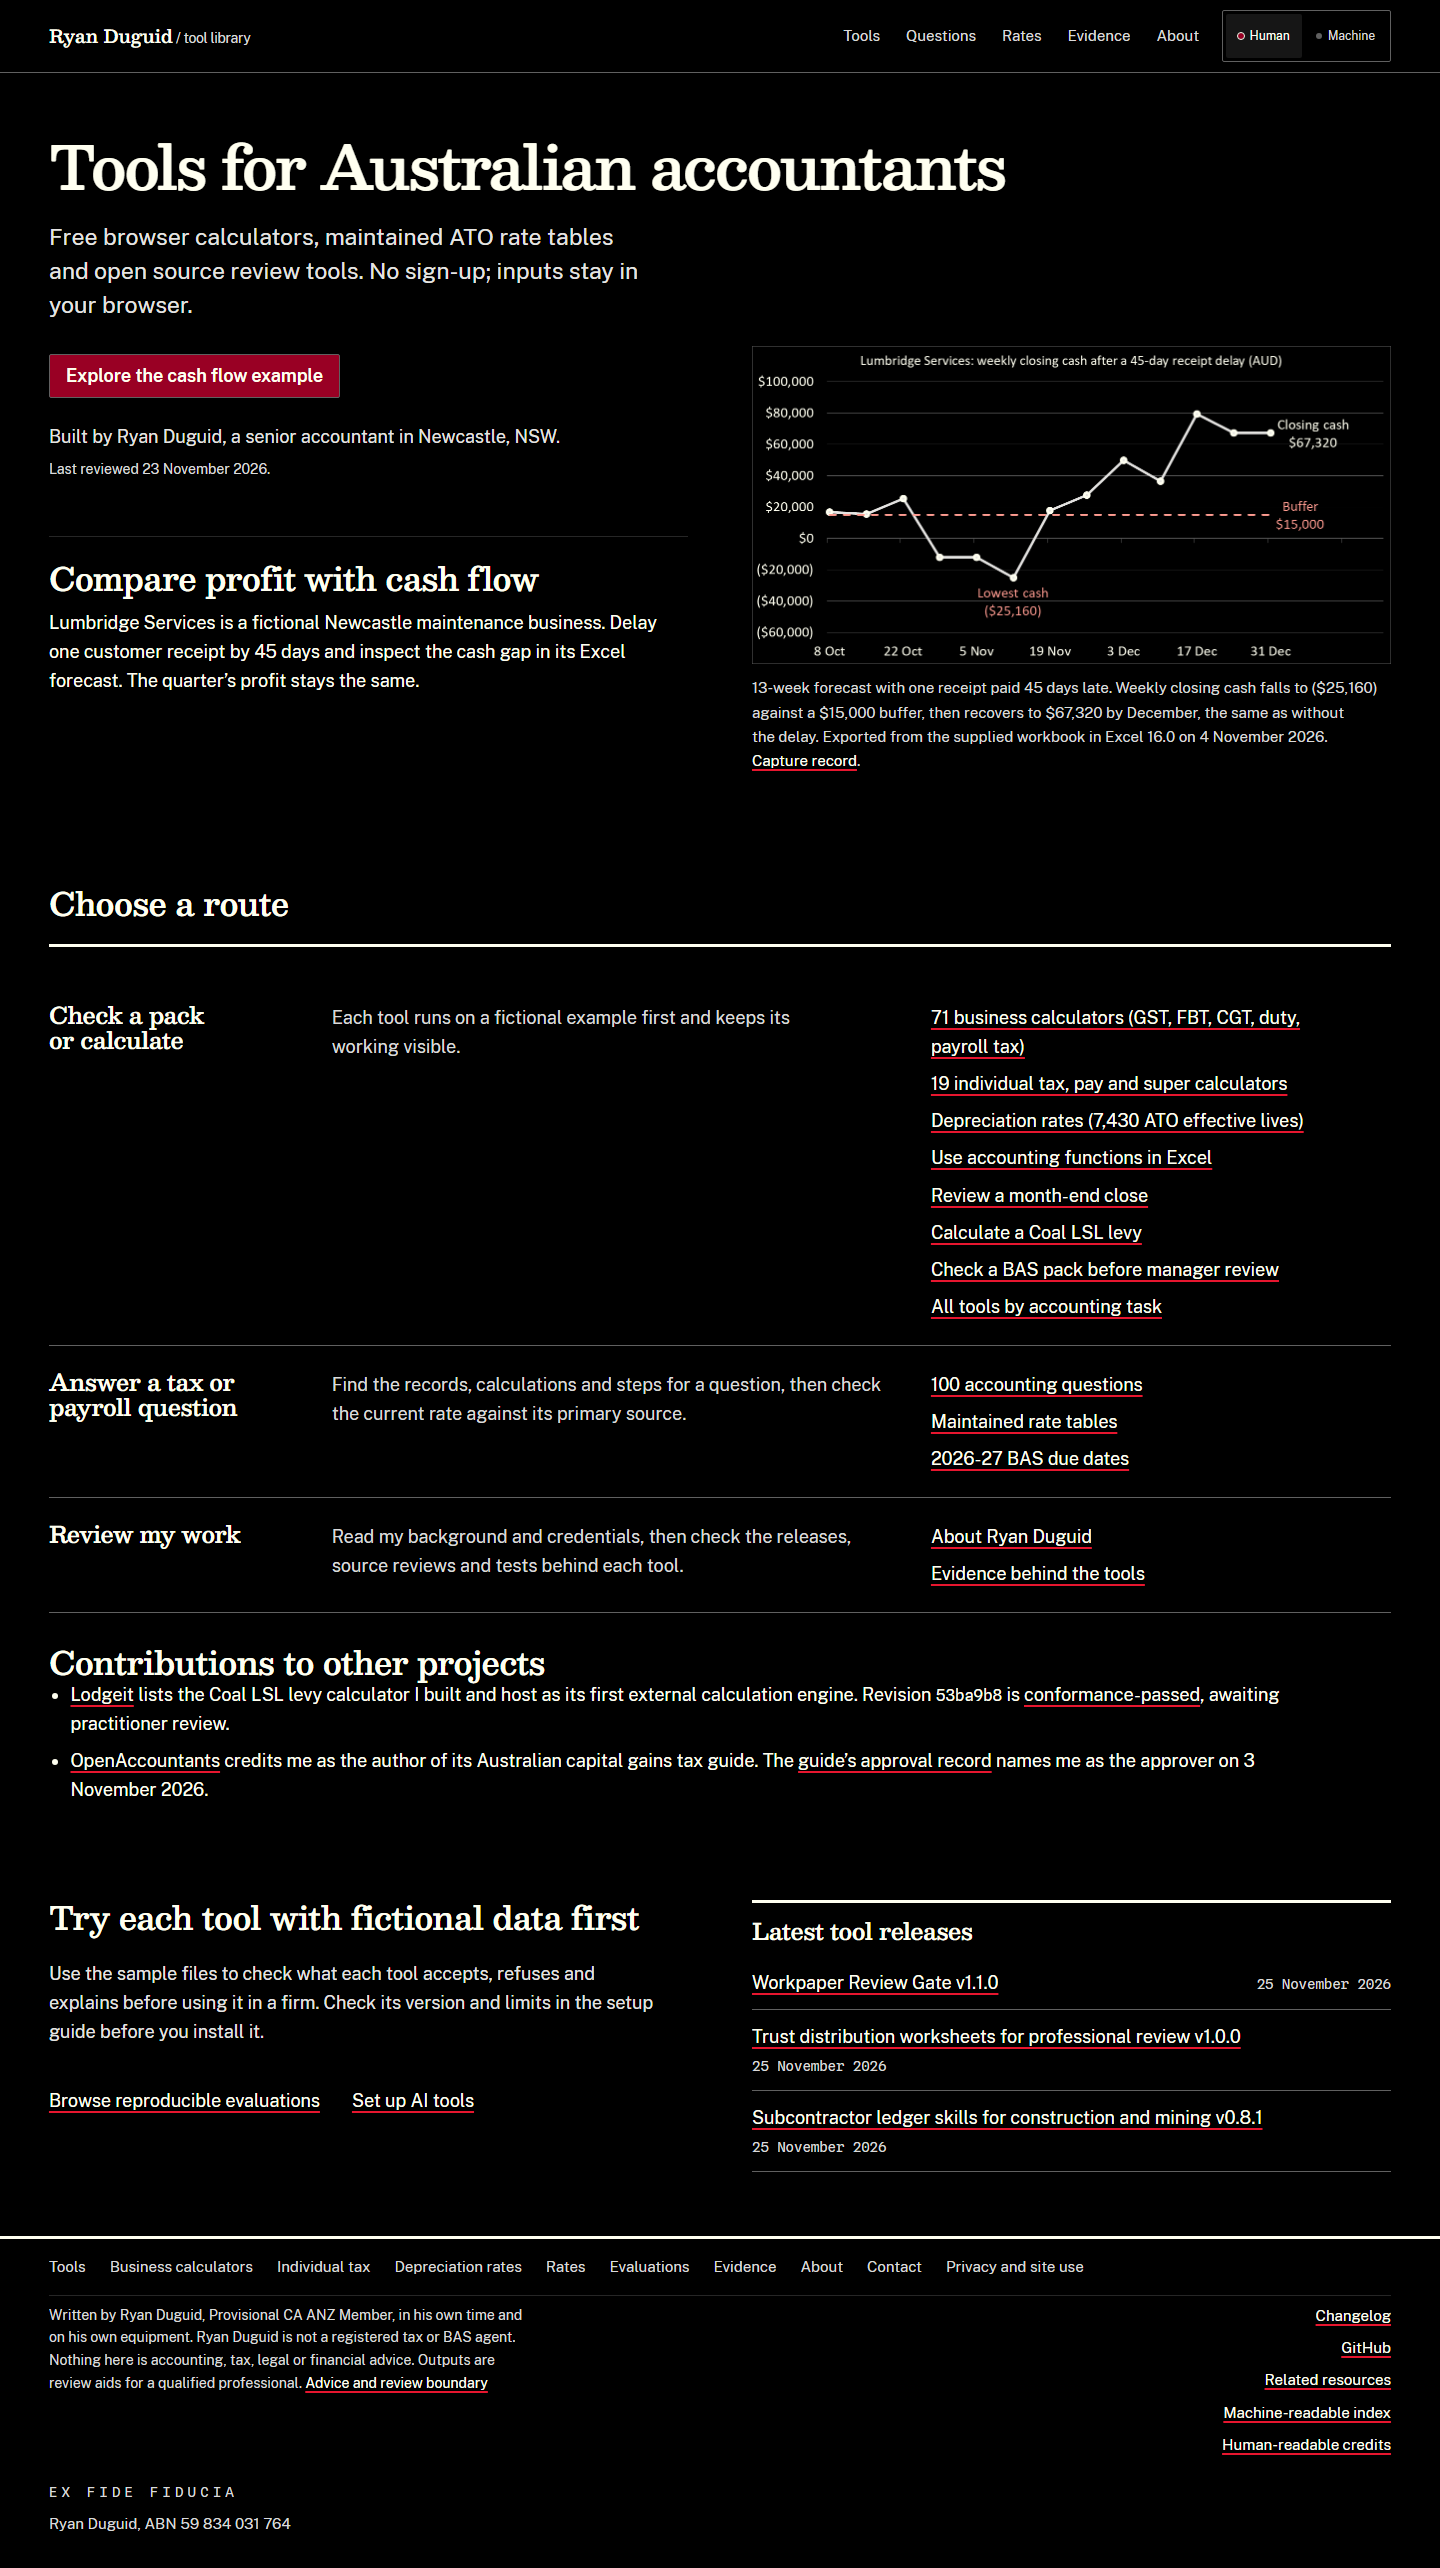 Ryan Duguid / tool library
Tools Questions Rates Evidence About Human Machine
Tools for Australian accountants
Free browser calculators, maintained ATO rate tables
and open source review tools. No sign-up; inputs stay in
your browser.
Explore the cash flow example
Built by Ryan Duguid, a senior accountant in Newcastle, NSW.
Last reviewed 23 November 2026.
Compare profit with cash flow
Lumbridge Services is a fictional Newcastle maintenance business. Delay
one customer receipt by 45 days and inspect the cash gap in its Excel
forecast. The quarter’s profit stays the same.
Lumbridge Services: weekly closing cash after a 45-day receipt delay (AUD)
$100,000
$80,000
$60,000
$40,000
$20,000
$0
($20,000)
($40,000)
($60,000)
Closing cash
$67,320
Buffer
$15,000
Lowest cash
($25,160)
8 Oct 22 Oct 5 Nov 19 Nov 3 Dec 17 Dec 31 Dec
13-week forecast with one receipt paid 45 days late. Weekly closing cash falls to ($25,160)
against a $15,000 buffer, then recovers to $67,320 by December, the same as without
the delay. Exported from the supplied workbook in Excel 16.0 on 4 November 2026.
Capture record.
Choose a route
Check a pack
or calculate
Each tool runs on a fictional example first and keeps its
working visible.
71 business calculators (GST, FBT, CGT, duty,
payroll tax)
19 individual tax, pay and super calculators
Depreciation rates (7,430 ATO effective lives)
Use accounting functions in Excel
Review a month-end close
Calculate a Coal LSL levy
Check a BAS pack before manager review
All tools by accounting task
Answer a tax or
payroll question
Find the records, calculations and steps for a question, then check
the current rate against its primary source.
100 accounting questions
Maintained rate tables
2026-27 BAS due dates
Review my work
Read my background and credentials, then check the releases,
source reviews and tests behind each tool.
About Ryan Duguid
Evidence behind the tools
Contributions to other projects
• Lodgeit lists the Coal LSL levy calculator I built and host as its first external calculation engine. Revision 53ba9b8 is conformance-passed, awaiting
practitioner review.
• OpenAccountants credits me as the author of its Australian capital gains tax guide. The guide’s approval record names me as the approver on 3
November 2026.
Try each tool with fictional data first
Use the sample files to check what each tool accepts, refuses and
explains before using it in a firm. Check its version and limits in the setup
guide before you install it.
Browse reproducible evaluations Set up AI tools
Latest tool releases
Workpaper Review Gate v1.1.0 25 November 2026
Trust distribution worksheets for professional review v1.0.0
25 November 2026
Subcontractor ledger skills for construction and mining v0.8.1
25 November 2026
Tools Business calculators Individual tax Depreciation rates Rates Evaluations Evidence About Contact Privacy and site use
Written by Ryan Duguid, Provisional CA ANZ Member, in his own time and
on his own equipment. Ryan Duguid is not a registered tax or BAS agent.
Nothing here is accounting, tax, legal or financial advice. Outputs are
review aids for a qualified professional. Advice and review boundary
Changelog
GitHub
Related resources
Machine-readable index
Human-readable credits
EX FIDE FIDUCIA
Ryan Duguid, ABN 59 834 031 764